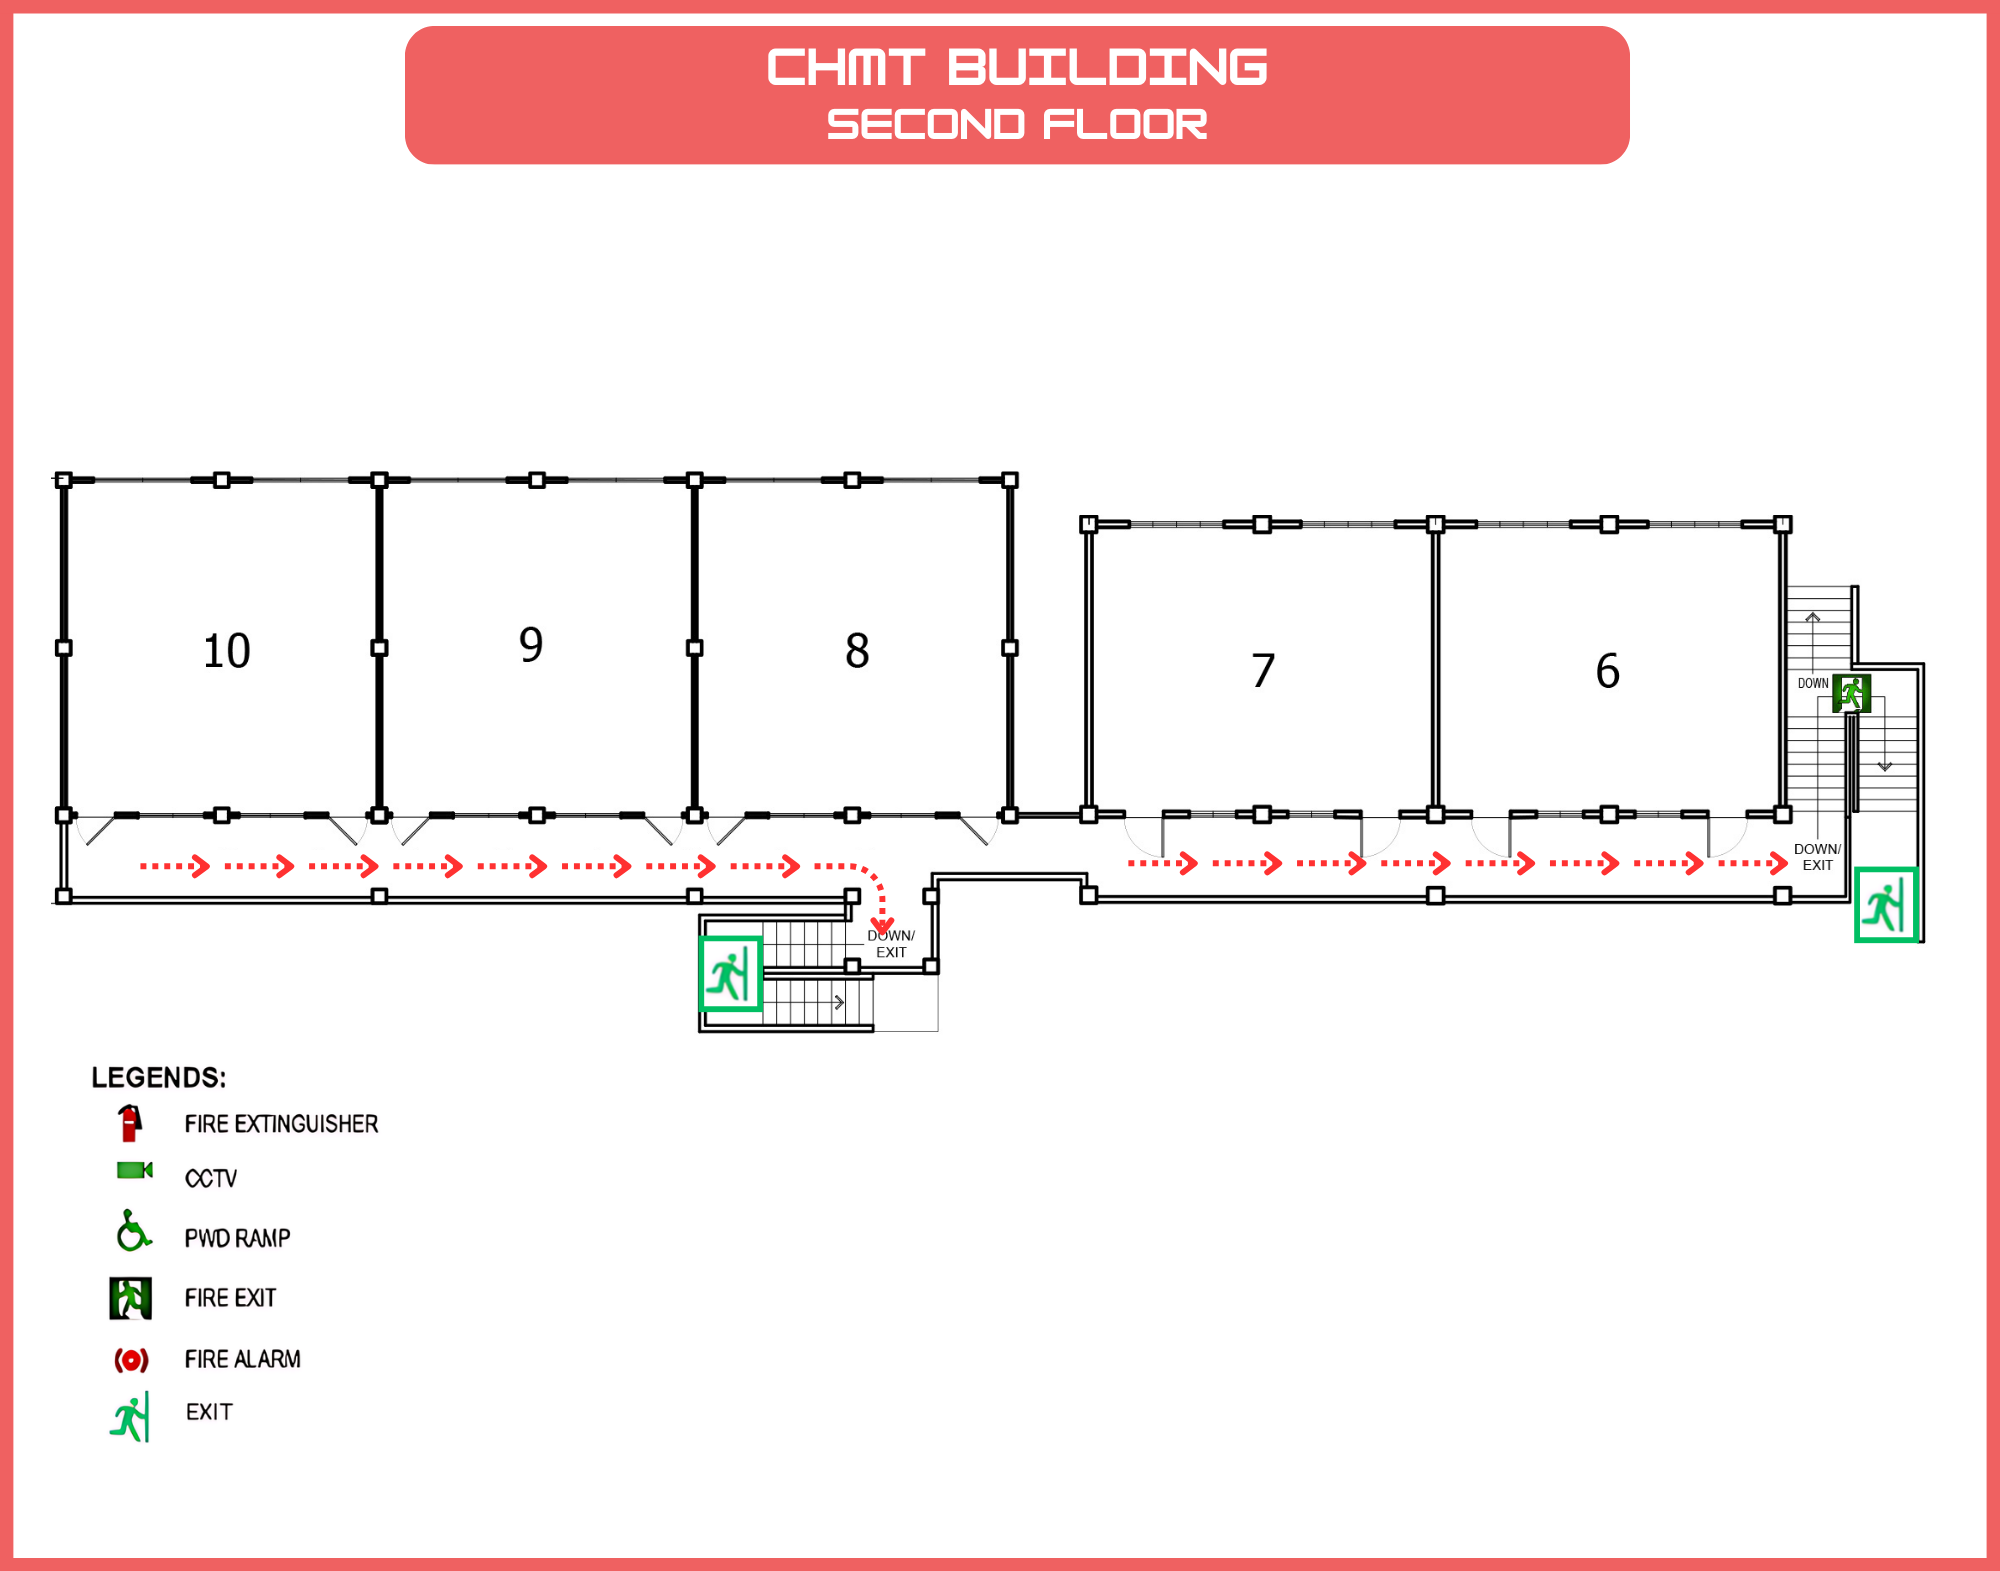 CHMT BUILDING
SECOND FLOOR
10
9
8
7
6
DOWN
DOWN/
EXIT
DOWN/
EXIT
LEGENDS:
FIRE EXTINGUISHER
CCTV
PWD RAMP
FIRE EXIT
FIRE ALARM
EXIT